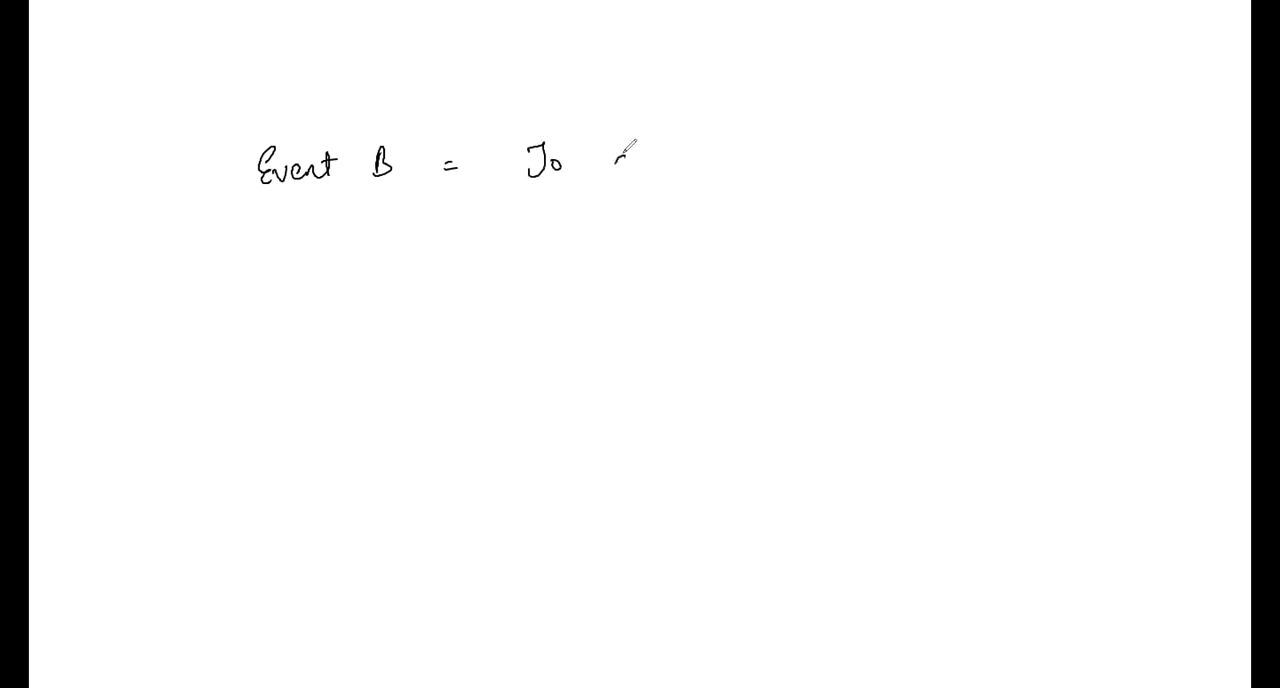 Event B = To